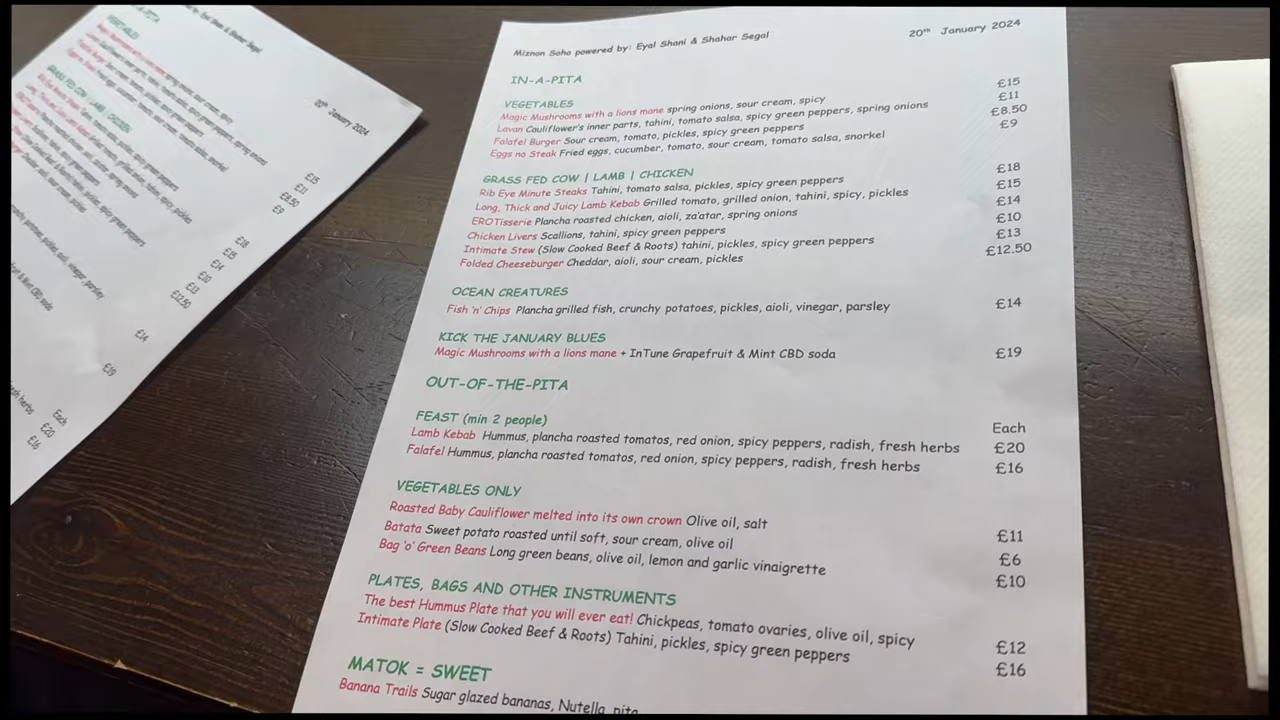 Miznon Soho powered by: Eyal Shani & Shahar Segal
20th January 2024
IN-A-PITA
VEGETABLES
Magic Mushrooms with a lions mane spring onions, sour cream, spicy £15
Lavan Cauliflower's inner parts, tahini, tomato salsa, spicy green peppers, spring onions £11
Falafel Burger Sour cream, tomato, pickles, spicy green peppers £8.50
Eggs no Steak Fried eggs, cucumber, tomato, sour cream, tomato salsa, snorkel £9
GRASS FED COW | LAMB | CHICKEN
Rib Eye Minute Steaks Tahini, tomato salsa, pickles, spicy green peppers £18
Long, Thick and Juicy Lamb Kebab Grilled tomato, grilled onion, tahini, spicy, pickles £15
EROTisserie Plancha roasted chicken, aioli, za'atar, spring onions £14
Chicken Livers Scallions, tahini, spicy green peppers £10
Intimate Stew (Slow Cooked Beef & Roots) tahini, pickles, spicy green peppers £13
Folded Cheeseburger Cheddar, aioli, sour cream, pickles £12.50
OCEAN CREATURES
Fish 'n' Chips Plancha grilled fish, crunchy potatoes, pickles, aioli, vinegar, parsley £14
KICK THE JANUARY BLUES
Magic Mushrooms with a lions mane + InTune Grapefruit & Mint CBD soda £19
OUT-OF-THE-PITA
FEAST (min 2 people) Each
Lamb Kebab Hummus, plancha roasted tomatos, red onion, spicy peppers, radish, fresh herbs £20
Falafel Hummus, plancha roasted tomatos, red onion, spicy peppers, radish, fresh herbs £16
VEGETABLES ONLY
Roasted Baby Cauliflower melted into its own crown Olive oil, salt £11
Batata Sweet potato roasted until soft, sour cream, olive oil £6
Bag 'o' Green Beans Long green beans, olive oil, lemon and garlic vinaigrette £10
PLATES, BAGS AND OTHER INSTRUMENTS
The best Hummus Plate that you will ever eat! Chickpeas, tomato ovaries, olive oil, spicy £12
Intimate Plate (Slow Cooked Beef & Roots) Tahini, pickles, spicy green peppers £16
MATOK = SWEET
Banana Trails Sugar glazed bananas, Nutella, pita